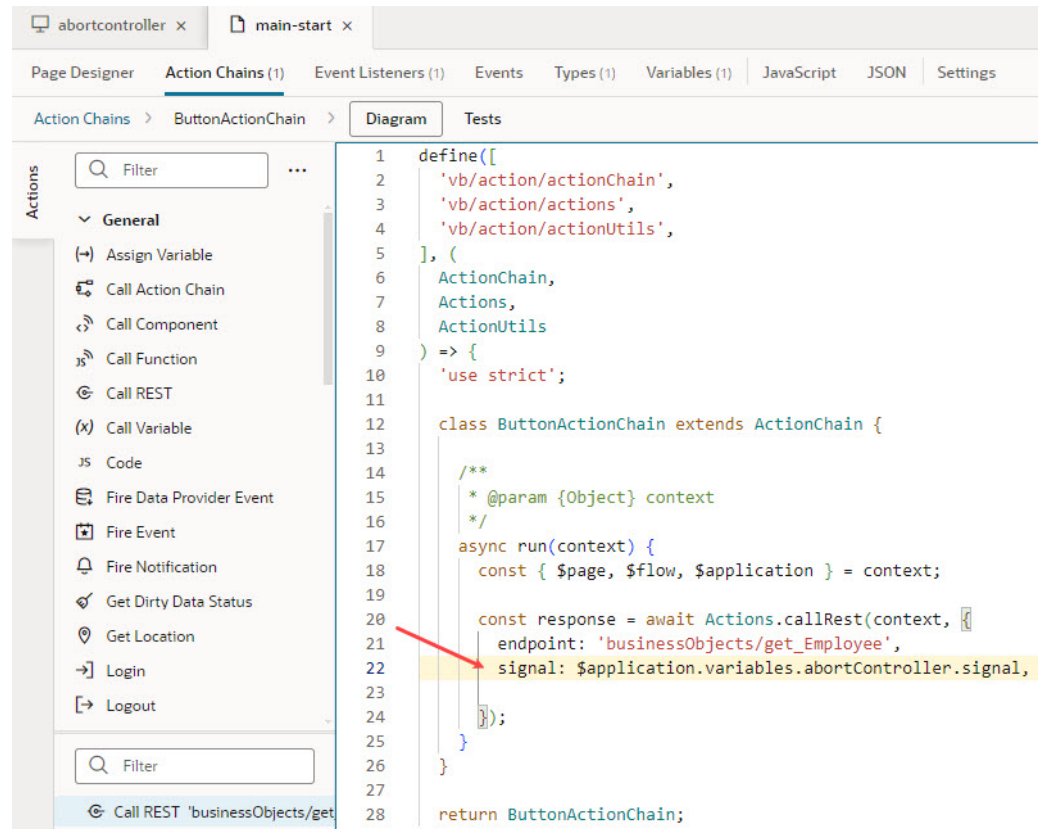 abortcontroller × main-start ×
Page Designer Action Chains (1) Event Listeners (1) Events Types (1) Variables (1) JavaScript JSON Settings
Action Chains > ButtonActionChain > Diagram Tests
Actions
Filter ...
General
(→) Assign Variable
Call Action Chain
Call Component
JS Call Function
Call REST
(x) Call Variable
JS Code
Fire Data Provider Event
Fire Event
Fire Notification
Get Dirty Data Status
Get Location
Login
Logout
Filter
Call REST 'businessObjects/get
1 define([
2 'vb/action/actionChain',
3 'vb/action/actions',
4 'vb/action/actionUtils',
5 ], (
6 ActionChain,
7 Actions,
8 ActionUtils
9 ) => {
10 'use strict';
11
12 class ButtonActionChain extends ActionChain {
13
14 /**
15 * @param {Object} context
16 */
17 async run(context) {
18 const { $page, $flow, $application } = context;
19
20 const response = await Actions.callRest(context, {
21 endpoint: 'businessObjects/get_Employee',
22 signal: $application.variables.abortController.signal,
23
24 });
25 }
26 }
27
28 return ButtonActionChain;